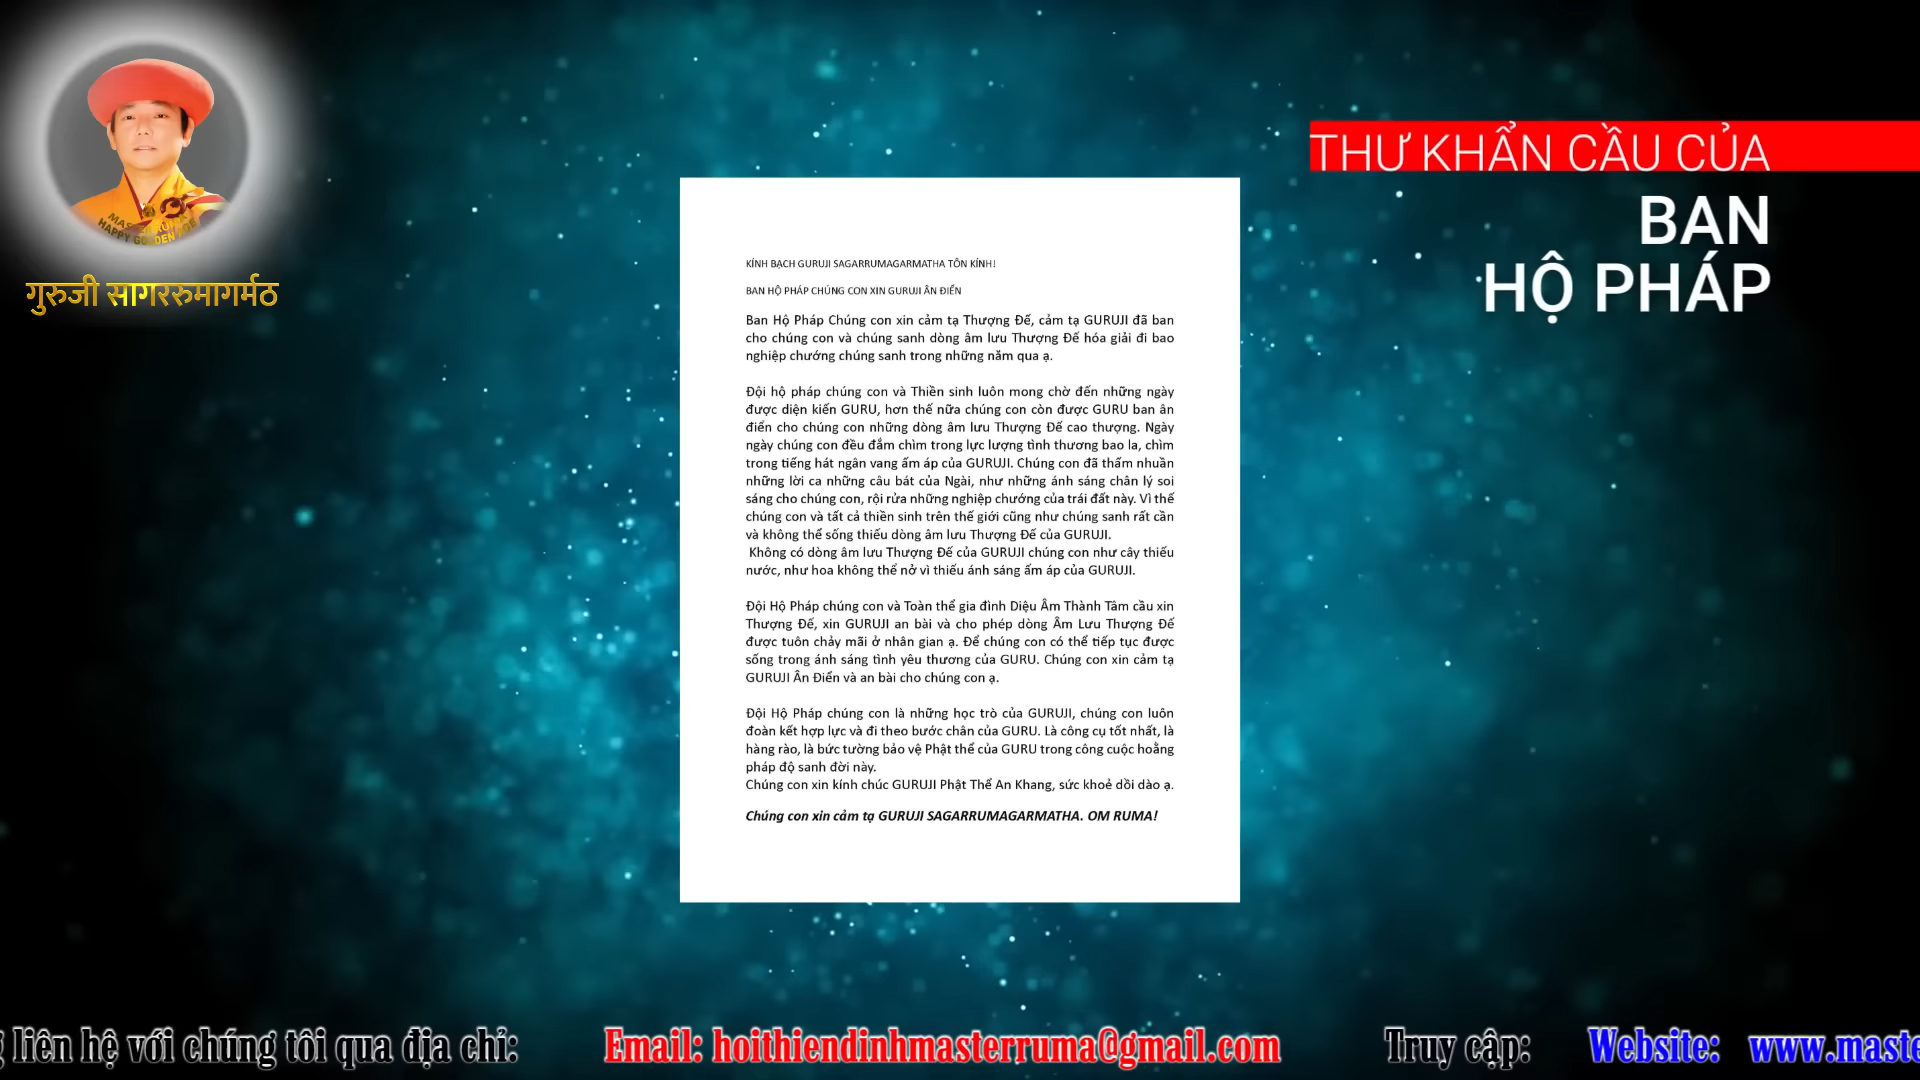 गुरुजी सागररुमागर्मठ
THƯ KHẨN CẦU CỦA
BAN
HỘ PHÁP
KÍNH BẠCH GURUJI SAGARRUMAGARMATHA TÔN KÍNH!
BAN HỘ PHÁP CHÚNG CON XIN GURUJI ÂN ĐIỂN
Ban Hộ Pháp Chúng con xin cảm tạ Thượng Đế, cảm tạ GURUJI đã ban
cho chúng con và chúng sanh dòng âm lưu Thượng Đế hóa giải đi bao
nghiệp chướng chúng sanh trong những năm qua ạ.
Đội hộ pháp chúng con và Thiền sinh luôn mong chờ đến những ngày
được diện kiến GURU, hơn thế nữa chúng con còn được GURU ban ân
điển cho chúng con những dòng âm lưu Thượng Đế cao thượng. Ngày
ngày chúng con đều đắm chìm trong lực lượng tình thương bao la, chìm
trong tiếng hát ngân vang ấm áp của GURUJI. Chúng con đã thấm nhuần
những lời ca những câu bát của Ngài, như những ánh sáng chân lý soi
sáng cho chúng con, rội rửa những nghiệp chướng của trái đất này. Vì thế
chúng con và tất cả thiền sinh trên thế giới cũng như chúng sanh rất cần
và không thể sống thiếu dòng âm lưu Thượng Đế của GURUJI.
Không có dòng âm lưu Thượng Đế của GURUJI chúng con như cây thiếu
nước, như hoa không thể nở vì thiếu ánh sáng ấm áp của GURUJI.
Đội Hộ Pháp chúng con và Toàn thể gia đình Diệu Âm Thành Tâm cầu xin
Thượng Đế, xin GURUJI an bài và cho phép dòng Âm Lưu Thượng Đế
được tuôn chảy mãi ở nhân gian ạ. Để chúng con có thể tiếp tục được
sống trong ánh sáng tình yêu thương của GURU. Chúng con xin cảm tạ
GURUJI Ân Điển và an bài cho chúng con ạ.
Đội Hộ Pháp chúng con là những học trò của GURUJI, chúng con luôn
đoàn kết hợp lực và đi theo bước chân của GURU. Là công cụ tốt nhất, là
hàng rào, là bức tường bảo vệ Phật thể của GURU trong công cuộc hoằng
pháp độ sanh đời này.
Chúng con xin kính chúc GURUJI Phật Thể An Khang, sức khoẻ dồi dào ạ.
Chúng con xin cảm tạ GURUJI SAGARRUMAGARMATHA. OM RUMA!
liên hệ với chúng tôi qua địa chỉ: Email: hoithiendinhmasterruma@gmail.com Truy cập: Website: www.maste